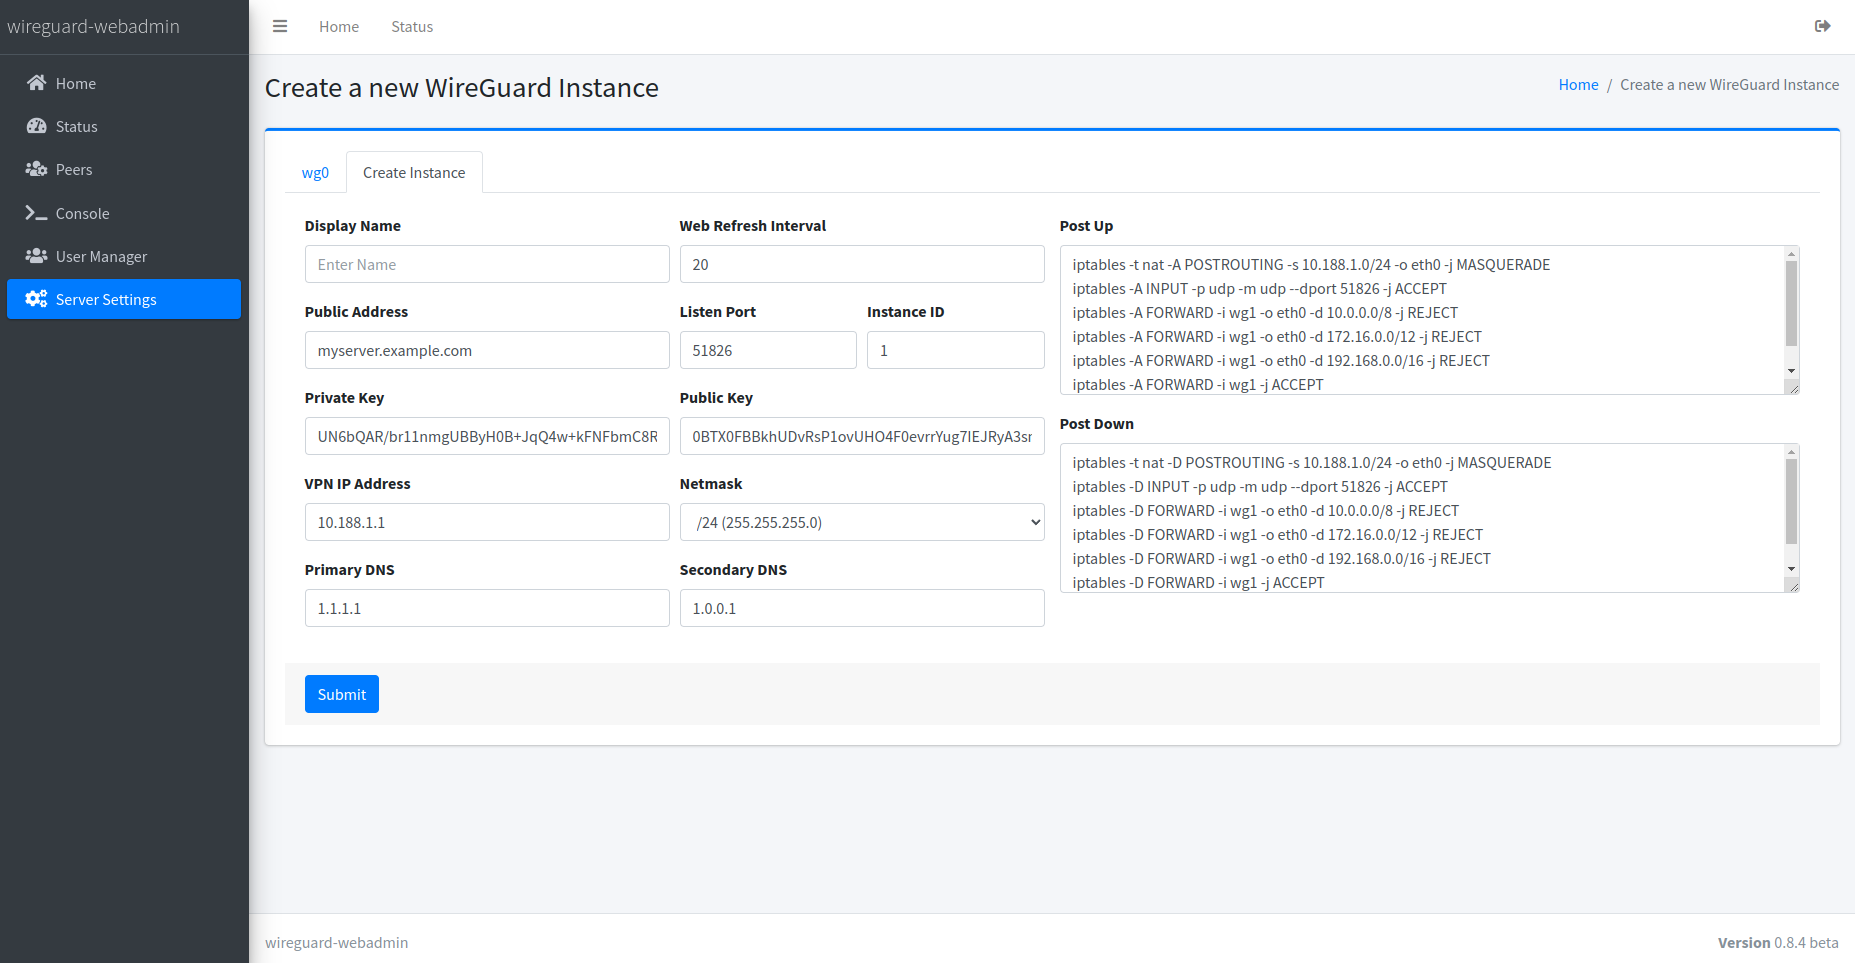 wireguard-webadmin
Home
Status
Peers
Console
User Manager
Server Settings
Home Status
Create a new WireGuard Instance
Home / Create a new WireGuard Instance
wg0 Create Instance
Display Name
Enter Name
Web Refresh Interval
20
Public Address
myserver.example.com
Listen Port
51826
Instance ID
1
Private Key
UN6bQAR/br11nmgUBByH0B+JqQ4w+kFNFbmC8R
Public Key
0BTX0FBBkhUDvRsP1ovUHO4F0evrrYug7IEJRyA3sr
VPN IP Address
10.188.1.1
Netmask
/24 (255.255.255.0)
Primary DNS
1.1.1.1
Secondary DNS
1.0.0.1
Post Up
iptables -t nat -A POSTROUTING -s 10.188.1.0/24 -o eth0 -j MASQUERADE
iptables -A INPUT -p udp -m udp --dport 51826 -j ACCEPT
iptables -A FORWARD -i wg1 -o eth0 -d 10.0.0.0/8 -j REJECT
iptables -A FORWARD -i wg1 -o eth0 -d 172.16.0.0/12 -j REJECT
iptables -A FORWARD -i wg1 -o eth0 -d 192.168.0.0/16 -j REJECT
iptables -A FORWARD -i wg1 -j ACCEPT
Post Down
iptables -t nat -D POSTROUTING -s 10.188.1.0/24 -o eth0 -j MASQUERADE
iptables -D INPUT -p udp -m udp --dport 51826 -j ACCEPT
iptables -D FORWARD -i wg1 -o eth0 -d 10.0.0.0/8 -j REJECT
iptables -D FORWARD -i wg1 -o eth0 -d 172.16.0.0/12 -j REJECT
iptables -D FORWARD -i wg1 -o eth0 -d 192.168.0.0/16 -j REJECT
iptables -D FORWARD -i wg1 -j ACCEPT
Submit
wireguard-webadmin
Version 0.8.4 beta